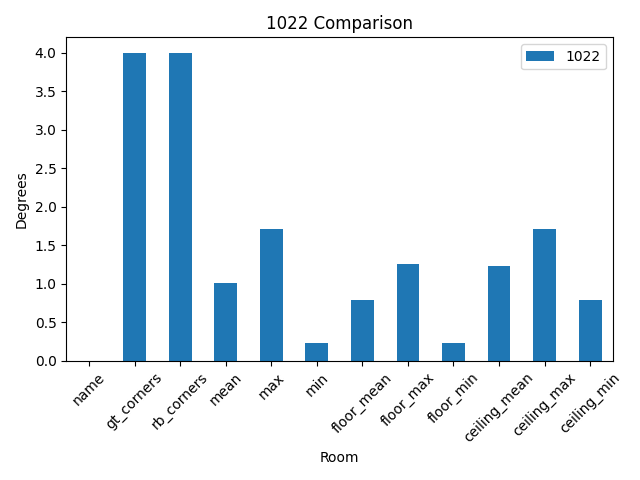 1022 Comparison
1022
Degrees
4.0
3.5
3.0
2.5
2.0
1.5
1.0
0.5
0.0
name
gt_corners
rb_corners
mean
max
min
floor_mean
floor_max
floor_min
ceiling_mean
ceiling_max
ceiling_min
Room